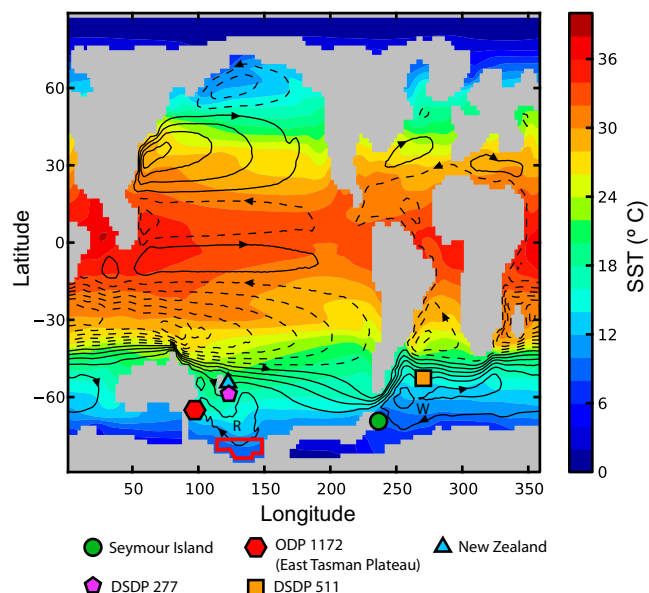 60
30
0
−30
−60
Latitude
R
W
50
100
150
200
250
300
350
Longitude
36
30
24
18
12
6
0
SST (º C)
Seymour Island
ODP 1172
(East Tasman Plateau)
New Zealand
DSDP 277
DSDP 511